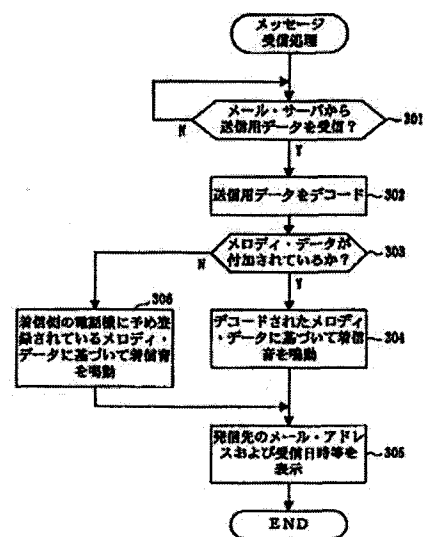 メッセージ
受信処理
メール・サーバから
送信用データを受信?
301
N
Y
送信用データをデコード
302
メロディ・データが
付加されているか?
303
N
Y
306
着信側の電話機に予め登
録されているメロディ・
データに基づいて着信音
を鳴動
デコードされたメロディ
・データに基づいて着信
音を鳴動
304
発信先のメール・アドレ
スおよび受信日時等を
表示
305
END